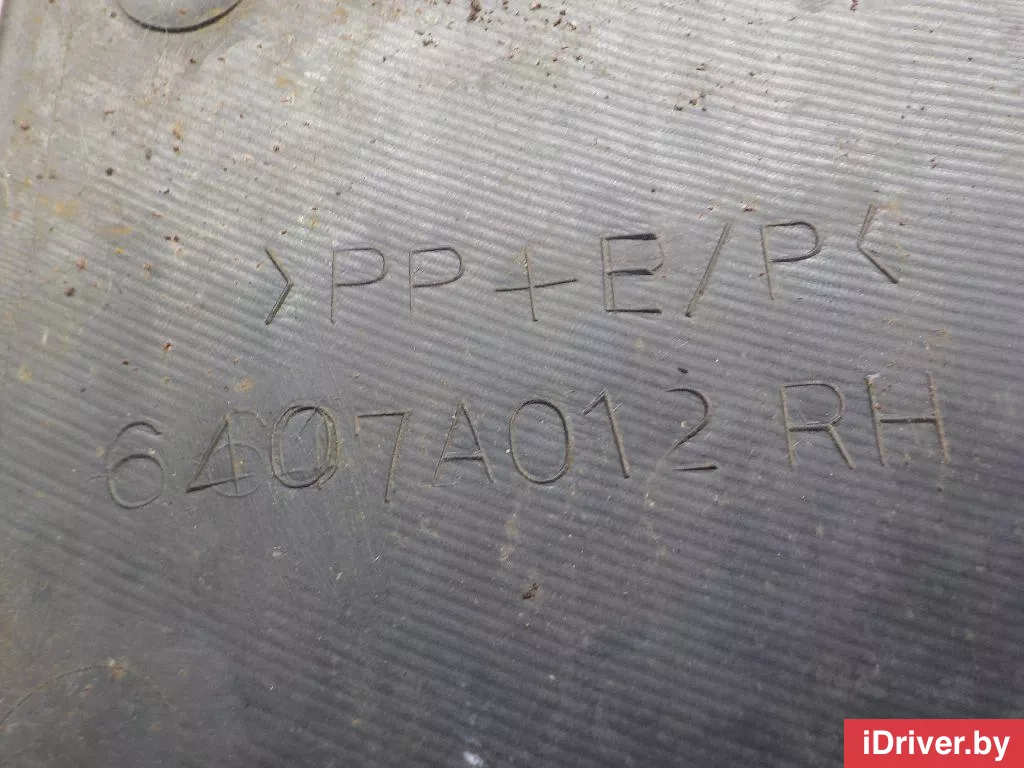 >PP+E/P<
6407A012 RH
iDriver.by